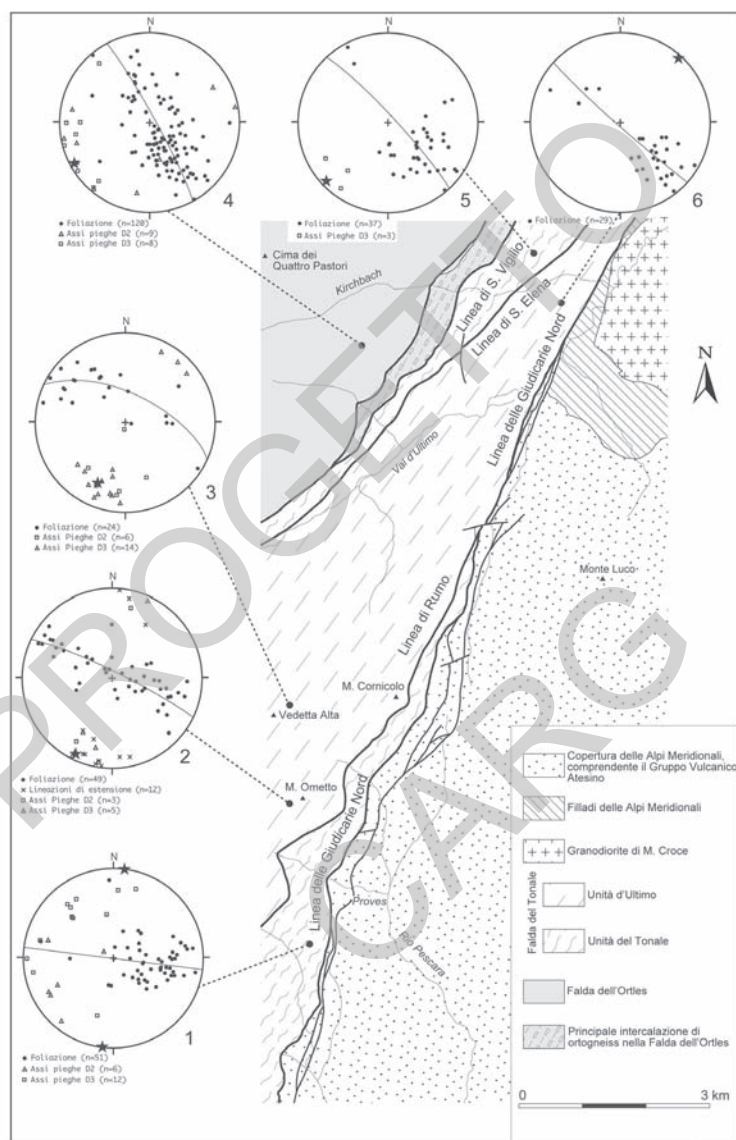 N
N
N
4
5
6
Foliazione (n=120)
Assi pieghe D2 (n=9)
Assi pieghe D3 (n=8)
Foliazione (n=37)
Assi Pieghe D3 (n=3)
Foliazione (n=29)
Cima dei
Quattro Pastori
Kirchbach
Linea di S. Vigilio
Linea di S. Elena
Linea delle Giudicarie Nord
N
N
Val d'Ultimo
3
Foliazione (n=24)
Assi Pieghe D2 (n=6)
Assi Pieghe D3 (n=14)
Monte Luco
Linea di Rumo
N
M. Cornicolo
Vedetta Alta
2
Foliazione (n=49)
Lineazioni di estensione (n=12)
Assi Pieghe D2 (n=3)
Assi Pieghe D3 (n=5)
M. Ometto
Linea delle Giudicarie Nord
N
Proves
Rio Pescara
1
Foliazione (n=51)
Assi pieghe D2 (n=6)
Assi pieghe D3 (n=12)
Copertura delle Alpi Meridionali,
comprendente il Gruppo Vulcanico
Atesino
Filladi delle Alpi Meridionali
Granodiorite di M. Croce
Falda del Tonale
Unità d'Ultimo
Unità del Tonale
Falda dell'Ortles
Principale intercalazione di
ortogneiss nella Falda dell'Ortles
0 3 km
PROGETTO
CARG